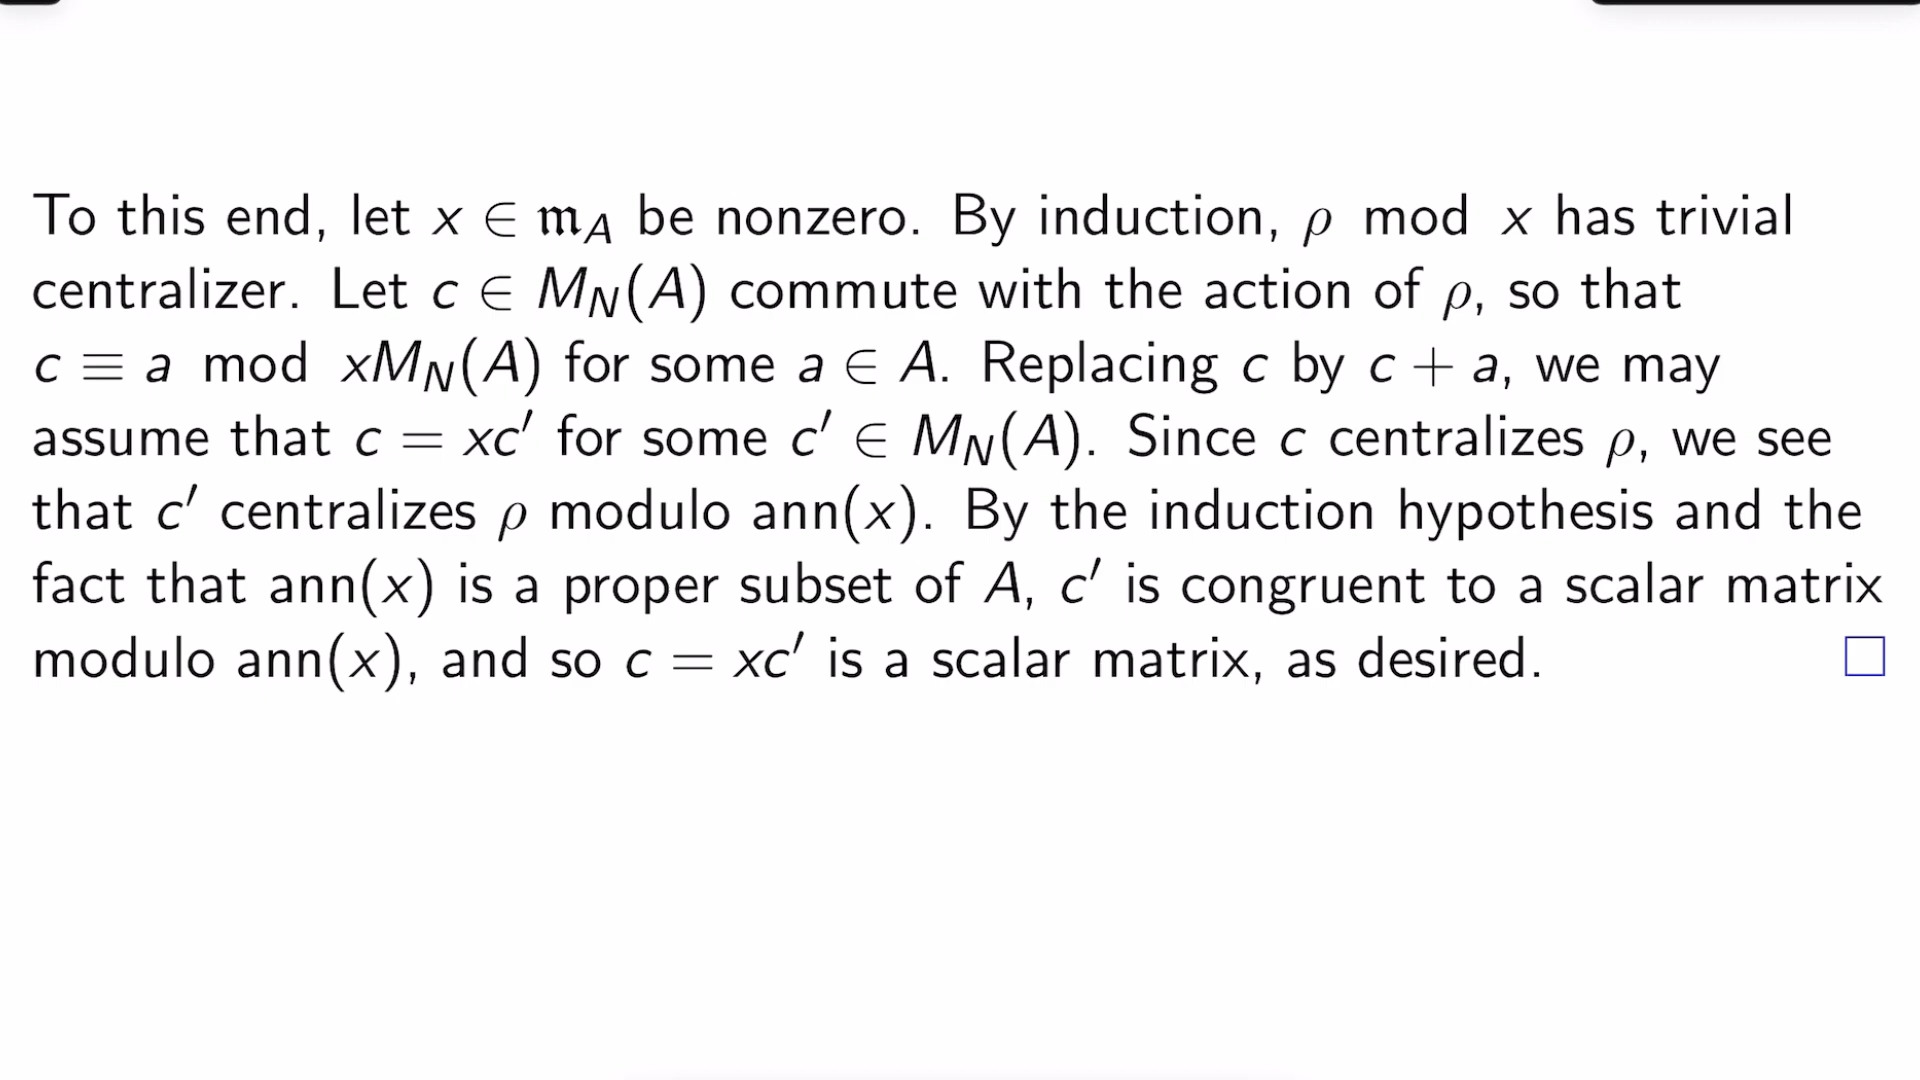 To this end, let x ∈ 𝔪_A be nonzero. By induction, ρ mod x has trivial
centralizer. Let c ∈ M_N(A) commute with the action of ρ, so that
c ≡ a mod xM_N(A) for some a ∈ A. Replacing c by c + a, we may
assume that c = xc′ for some c′ ∈ M_N(A). Since c centralizes ρ, we see
that c′ centralizes ρ modulo ann(x). By the induction hypothesis and the
fact that ann(x) is a proper subset of A, c′ is congruent to a scalar matrix
modulo ann(x), and so c = xc′ is a scalar matrix, as desired. □